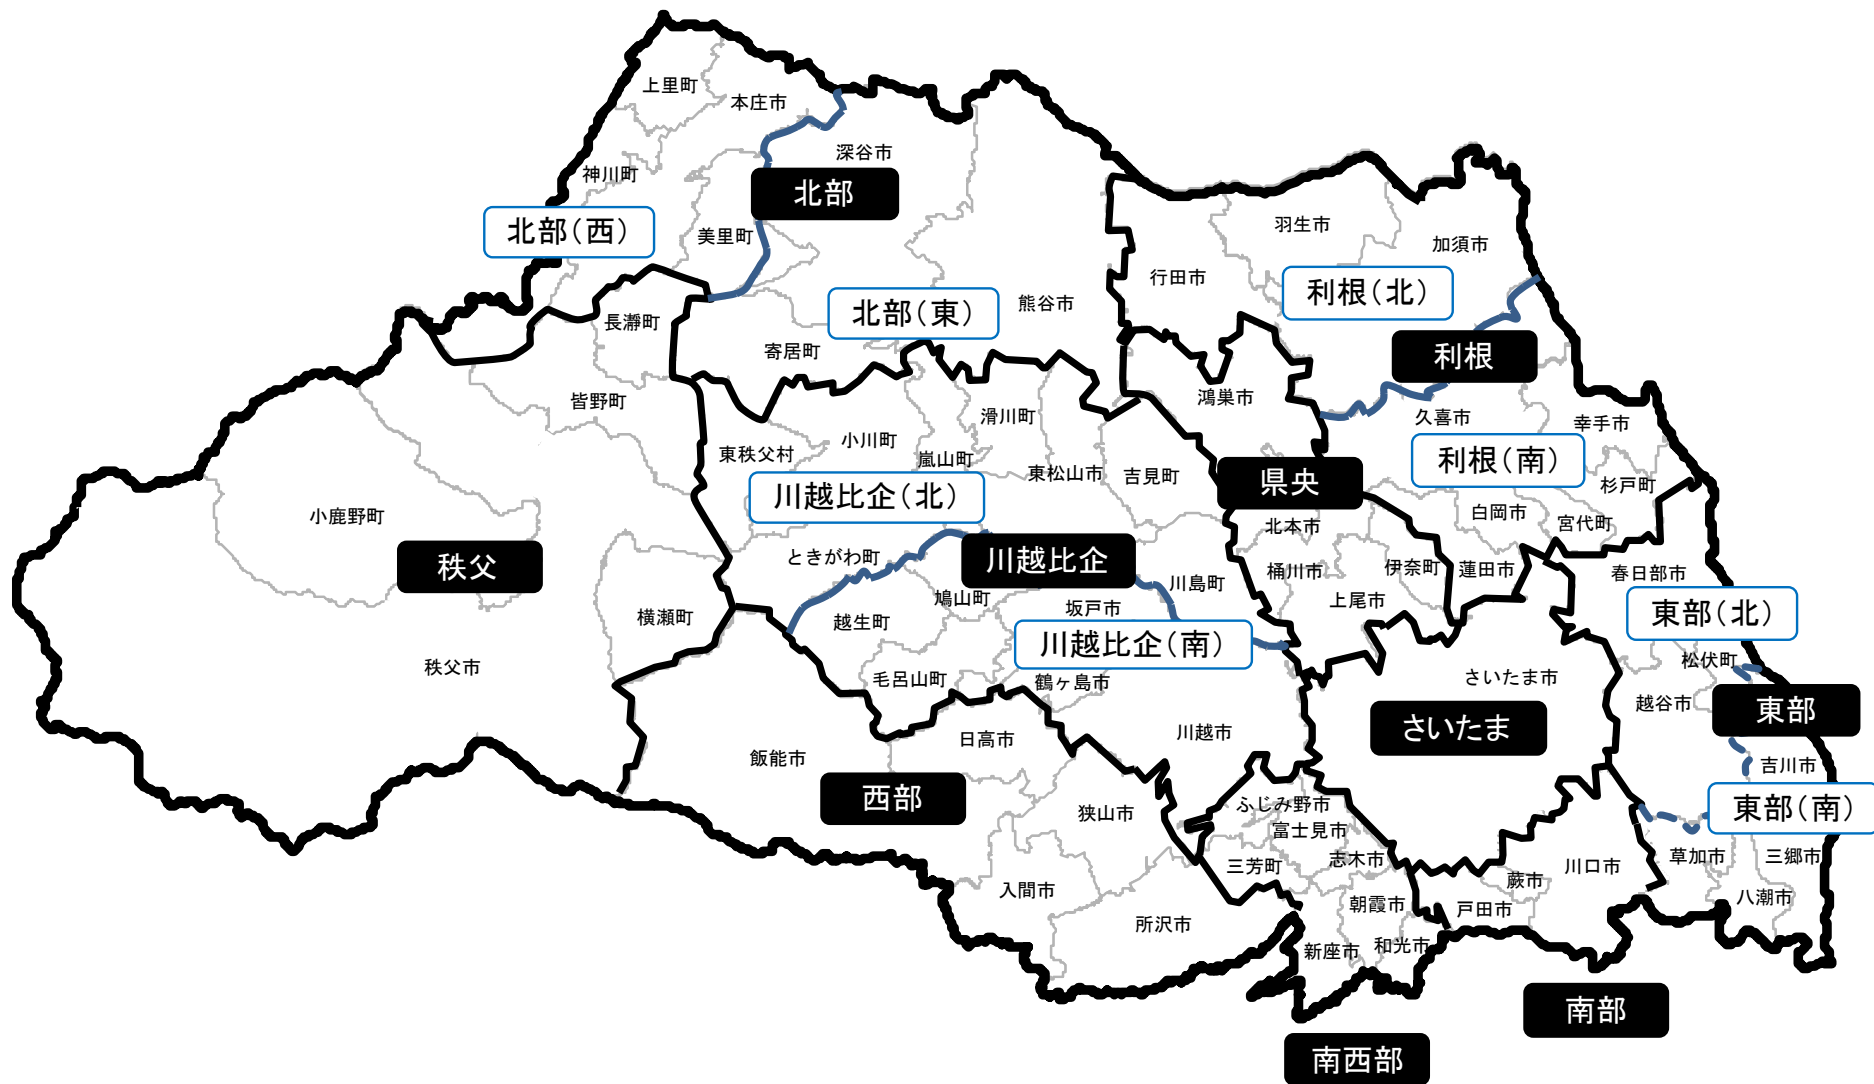 上里町
本庄市
深谷市
神川町
北部
北部（西）
美里町
羽生市
加須市
行田市
利根（北）
熊谷市
北部（東）
長瀞町
寄居町
利根
鴻巣市
皆野町
滑川町
久喜市
幸手市
小川町
東秩父村
嵐山町
東松山市
吉見町
利根（南）
県央
杉戸町
川越比企（北）
小鹿野町
白岡市
宮代町
北本市
ときがわ町
川越比企
秩父
桶川市
伊奈町
蓮田市
春日部市
川島町
鳩山町
坂戸市
上尾市
東部（北）
横瀬町
越生町
川越比企（南）
松伏町
秩父市
毛呂山町
鶴ヶ島市
さいたま市
越谷市
東部
さいたま
川越市
日高市
飯能市
吉川市
西部
ふじみ野市
東部（南）
狭山市
富士見市
志木市
三芳町
川口市
草加市
三郷市
蕨市
入間市
朝霞市
戸田市
八潮市
所沢市
新座市
和光市
南部
南西部